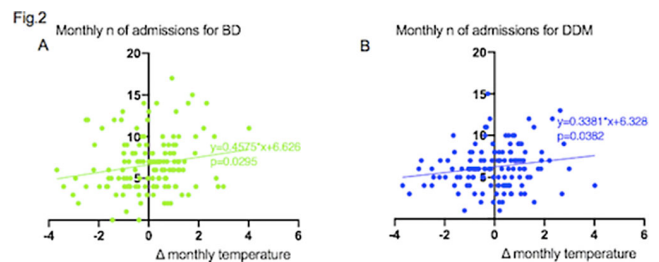 Fig.2
A
Monthly n of admissions for BD
20
15
10
5
y=0.4575*x+6.626
p=0.0295
-4 -2 0 2 4 6
Δ monthly temperature
B
Monthly n of admissions for DDM
20
15
10
5
y=0.3381*x+6.328
p=0.0382
-4 -2 0 2 4 6
Δ monthly temperature